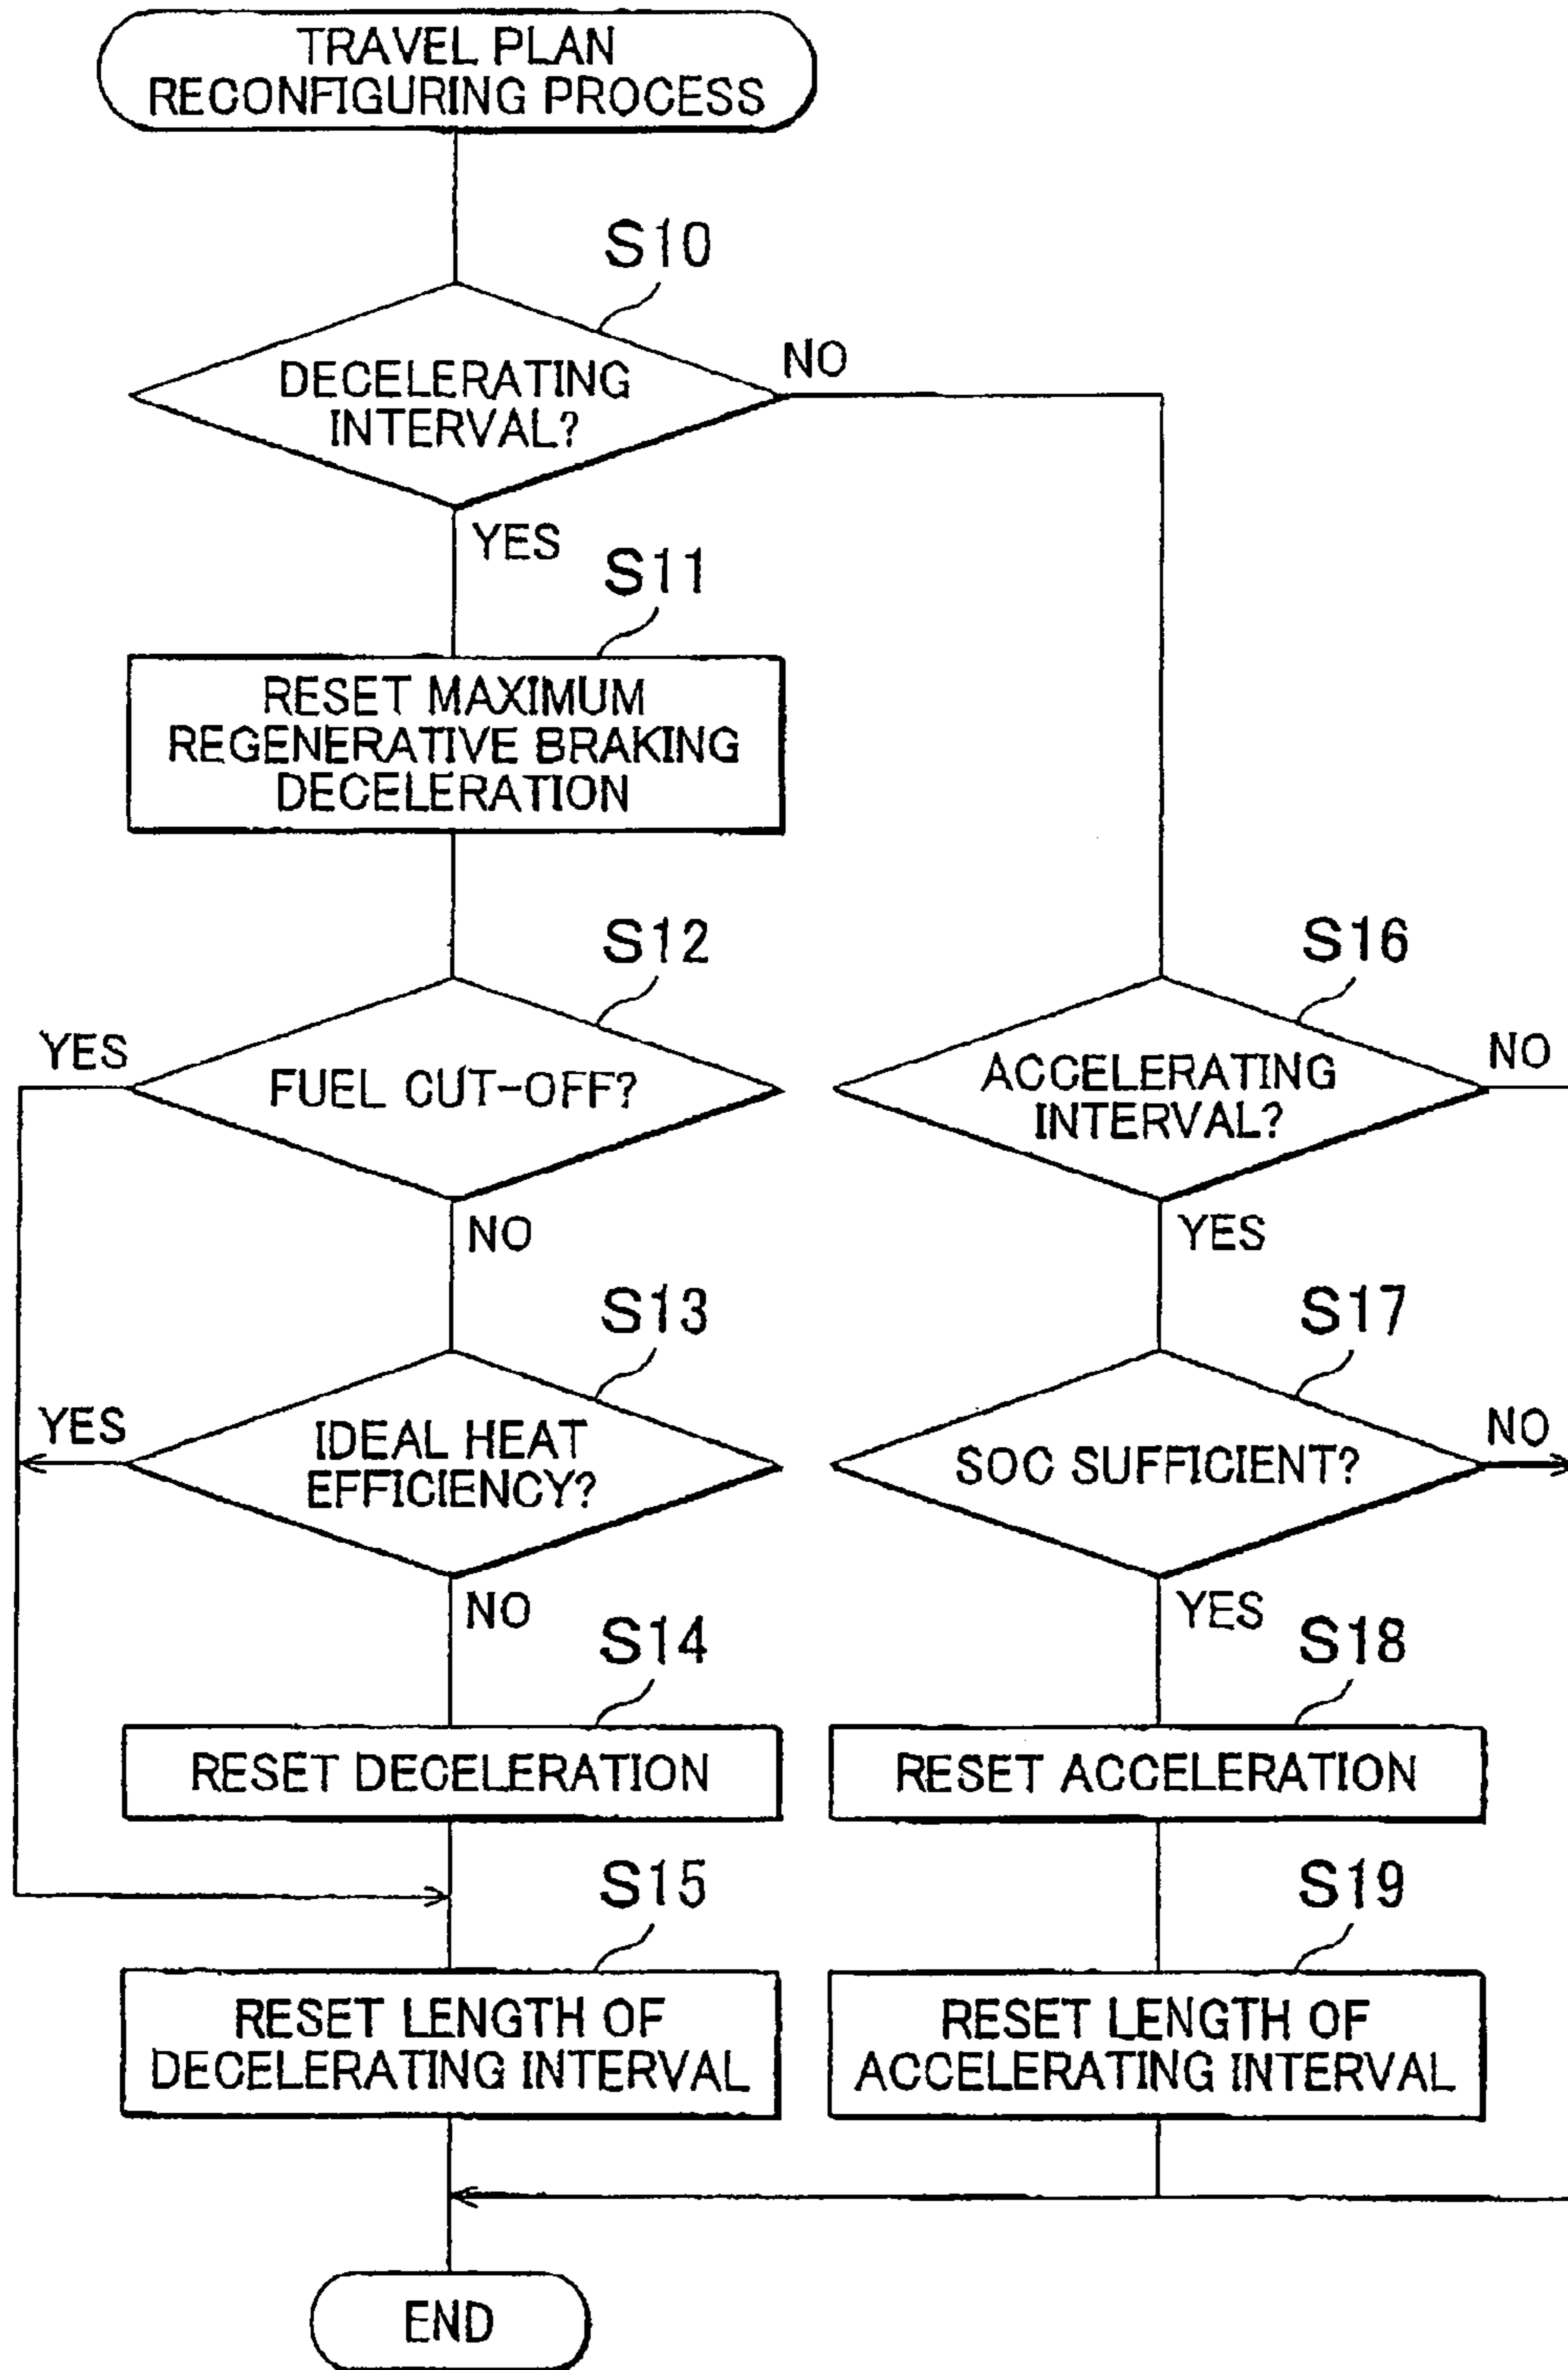 TRAVEL PLAN
RECONFIGURING PROCESS
S10
DECELERATING
INTERVAL?
NO
YES
S11
RESET MAXIMUM
REGENERATIVE BRAKING
DECELERATION
S12
YES
FUEL CUT-OFF?
NO
S13
YES
IDEAL HEAT
EFFICIENCY?
NO
S14
RESET DECELERATION
S15
RESET LENGTH OF
DECELERATING INTERVAL
S16
ACCELERATING
INTERVAL?
NO
YES
S17
SOC SUFFICIENT?
NO
YES
S18
RESET ACCELERATION
S19
RESET LENGTH OF
ACCELERATING INTERVAL
END